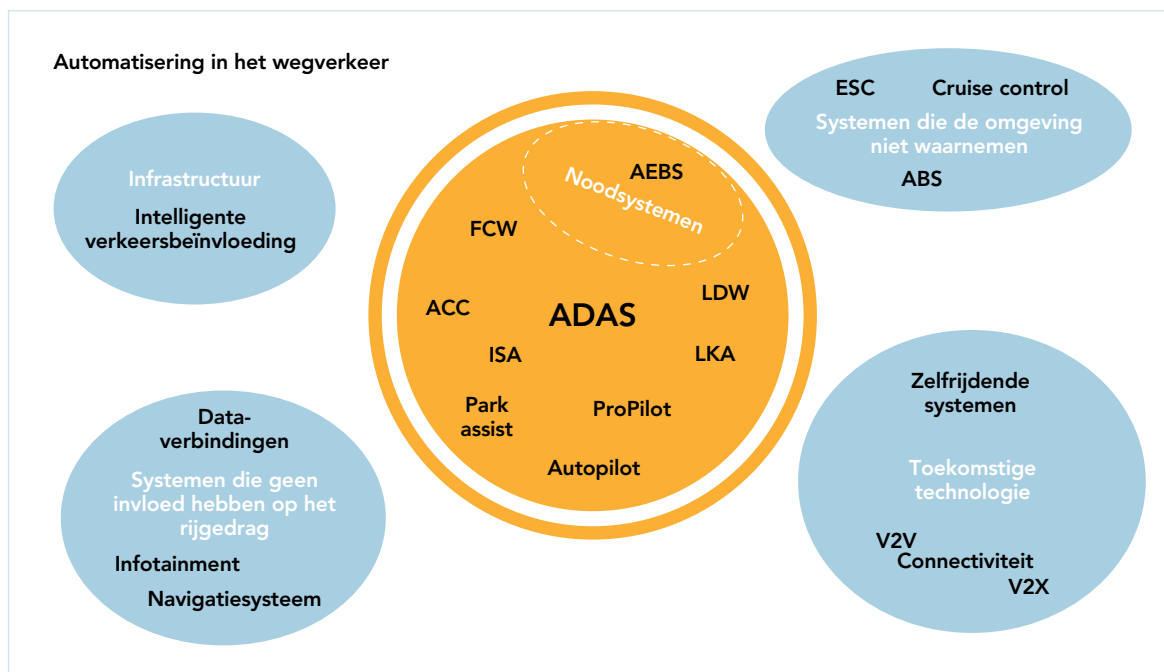 Automatisering in het wegverkeer
Infrastructuur
Intelligente
verkeersbeïnvloeding
Data-
verbindingen
Systemen die geen
invloed hebben op het
rijgedrag
Infotainment
Navigatiesysteem
AEBS
Noodsystemen
FCW
LDW
ACC
ADAS
ISA
LKA
Park
assist
ProPilot
Autopilot
ESC
Cruise control
Systemen die de omgeving
niet waarnemen
ABS
Zelfrijdende
systemen
Toekomstige
technologie
V2V
Connectiviteit
V2X